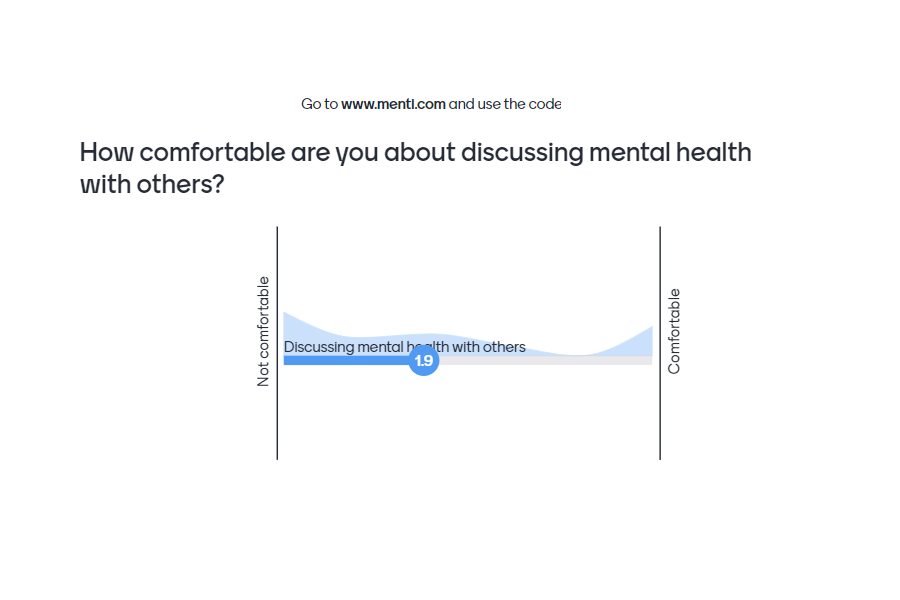 Go to www.menti.com and use the code
How comfortable are you about discussing mental health
with others?
Not comfortable
Discussing mental health with others
1.9
Comfortable